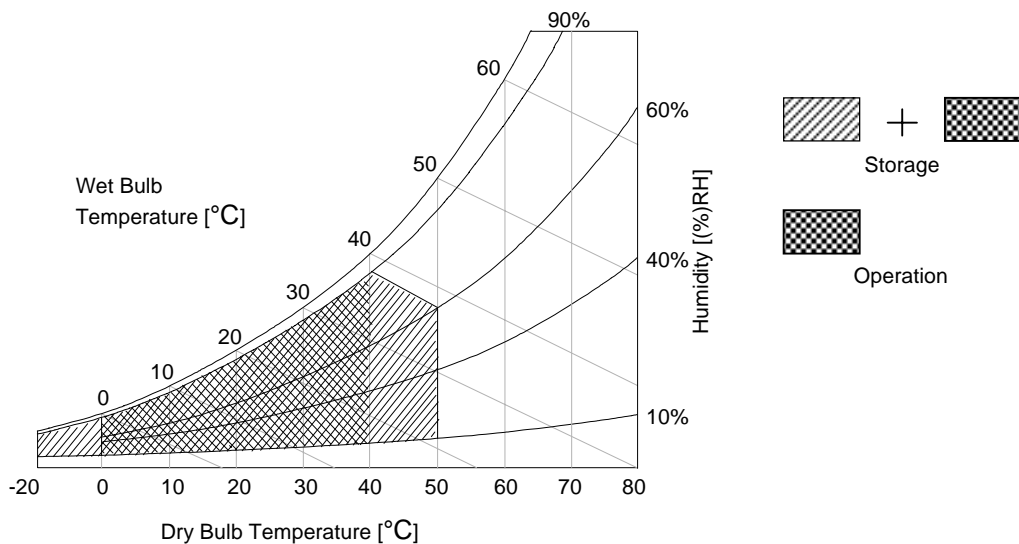 90%
60
60%
50
Wet Bulb
Temperature [°C]
Storage
40
40%
Humidity [(%)RH]
Operation
30
20
10
0
10%
-20 0 10 20 30 40 50 60 70 80
Dry Bulb Temperature [°C]